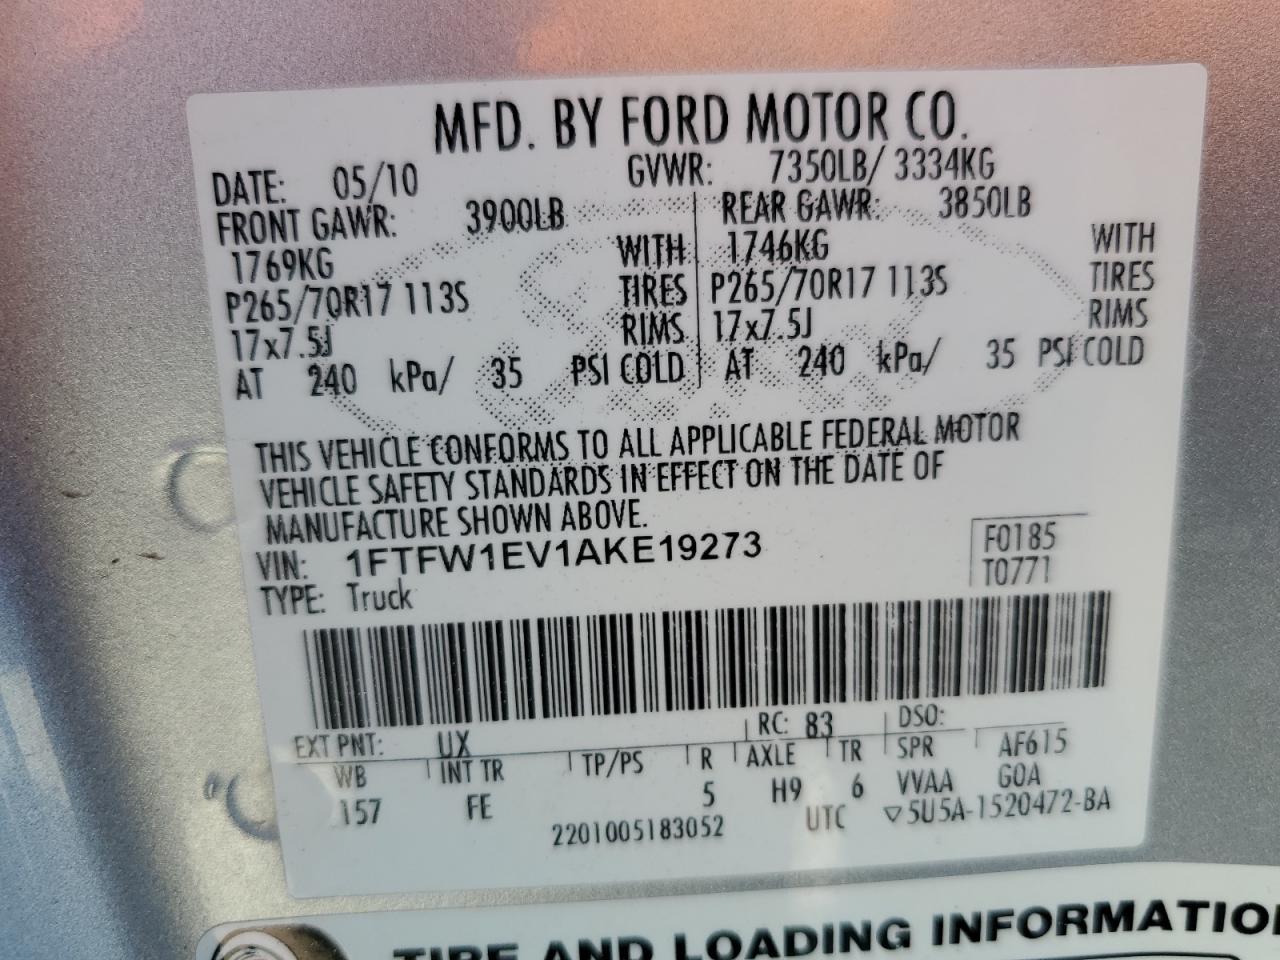 MFD. BY FORD MOTOR CO.
DATE: 05/10 GVWR: 7350LB/ 3334KG
FRONT GAWR: 3900LB REAR GAWR: 3850LB
1769KG WITH 1746KG WITH
P265/70R17 113S TIRES P265/70R17 113S TIRES
17x7.5J RIMS 17x7.5J RIMS
AT 240 kPa/ 35 PSI COLD AT 240 kPa/ 35 PSI COLD
THIS VEHICLE CONFORMS TO ALL APPLICABLE FEDERAL MOTOR
VEHICLE SAFETY STANDARDS IN EFFECT ON THE DATE OF
MANUFACTURE SHOWN ABOVE.
VIN: 1FTFW1EV1AKE19273 F0185
TYPE: Truck T0771
EXT PNT: UX RC: 83 DSO:
WB INT TR TP/PS R AXLE TR SPR AF615
157 FE 5 H9 6 VVAA GOA
2201005183052 UTC ▽5U5A-1520472-BA
TIRE AND LOADING INFORMATION